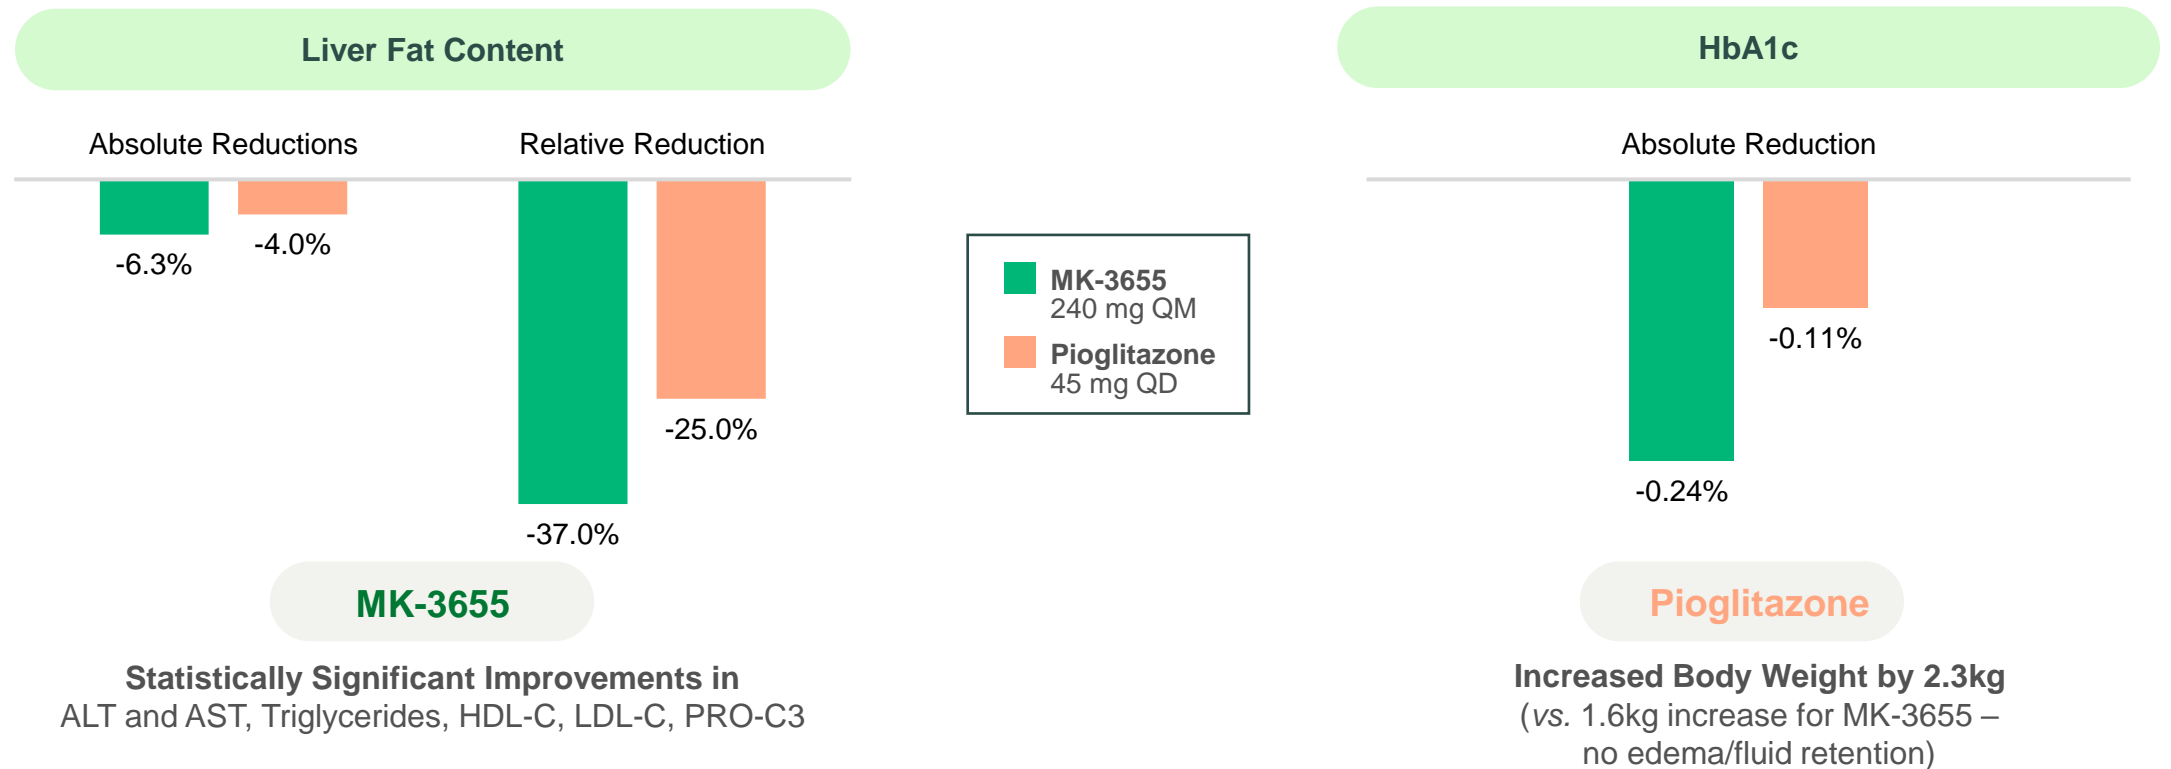 Liver Fat Content
Absolute Reductions
Relative Reduction
-6.3%
-4.0%
-37.0%
-25.0%
MK-3655
240 mg QM
Pioglitazone
45 mg QD
HbA1c
Absolute Reduction
-0.24%
-0.11%
MK-3655
Statistically Significant Improvements in
ALT and AST, Triglycerides, HDL-C, LDL-C, PRO-C3
Pioglitazone
Increased Body Weight by 2.3kg
(vs. 1.6kg increase for MK-3655 –
no edema/fluid retention)